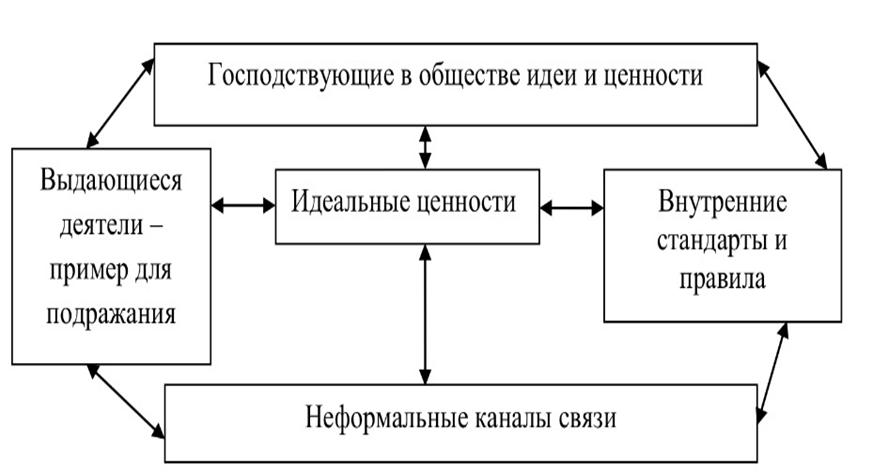 Господствующие в обществе идеи и ценности
Выдающиеся
деятели –
пример для
подражания
Идеальные ценности
Внутренние
стандарты и
правила
Неформальные каналы связи